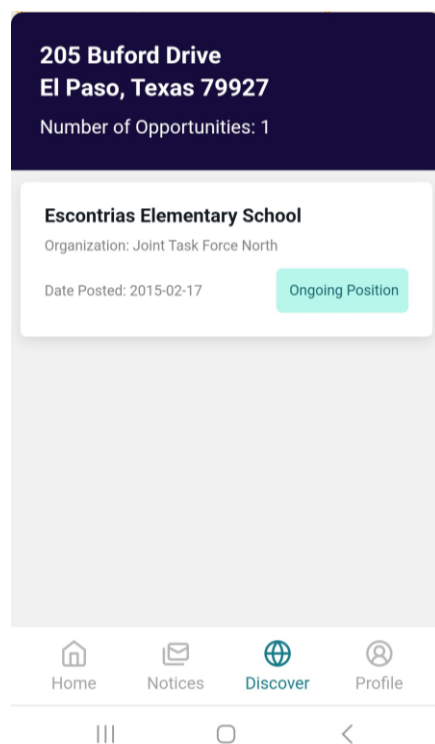 205 Buford Drive
El Paso, Texas 79927
Number of Opportunities: 1
Escontrias Elementary School
Organization: Joint Task Force North
Date Posted: 2015-02-17
Ongoing Position
Home
Notices
Discover
Profile